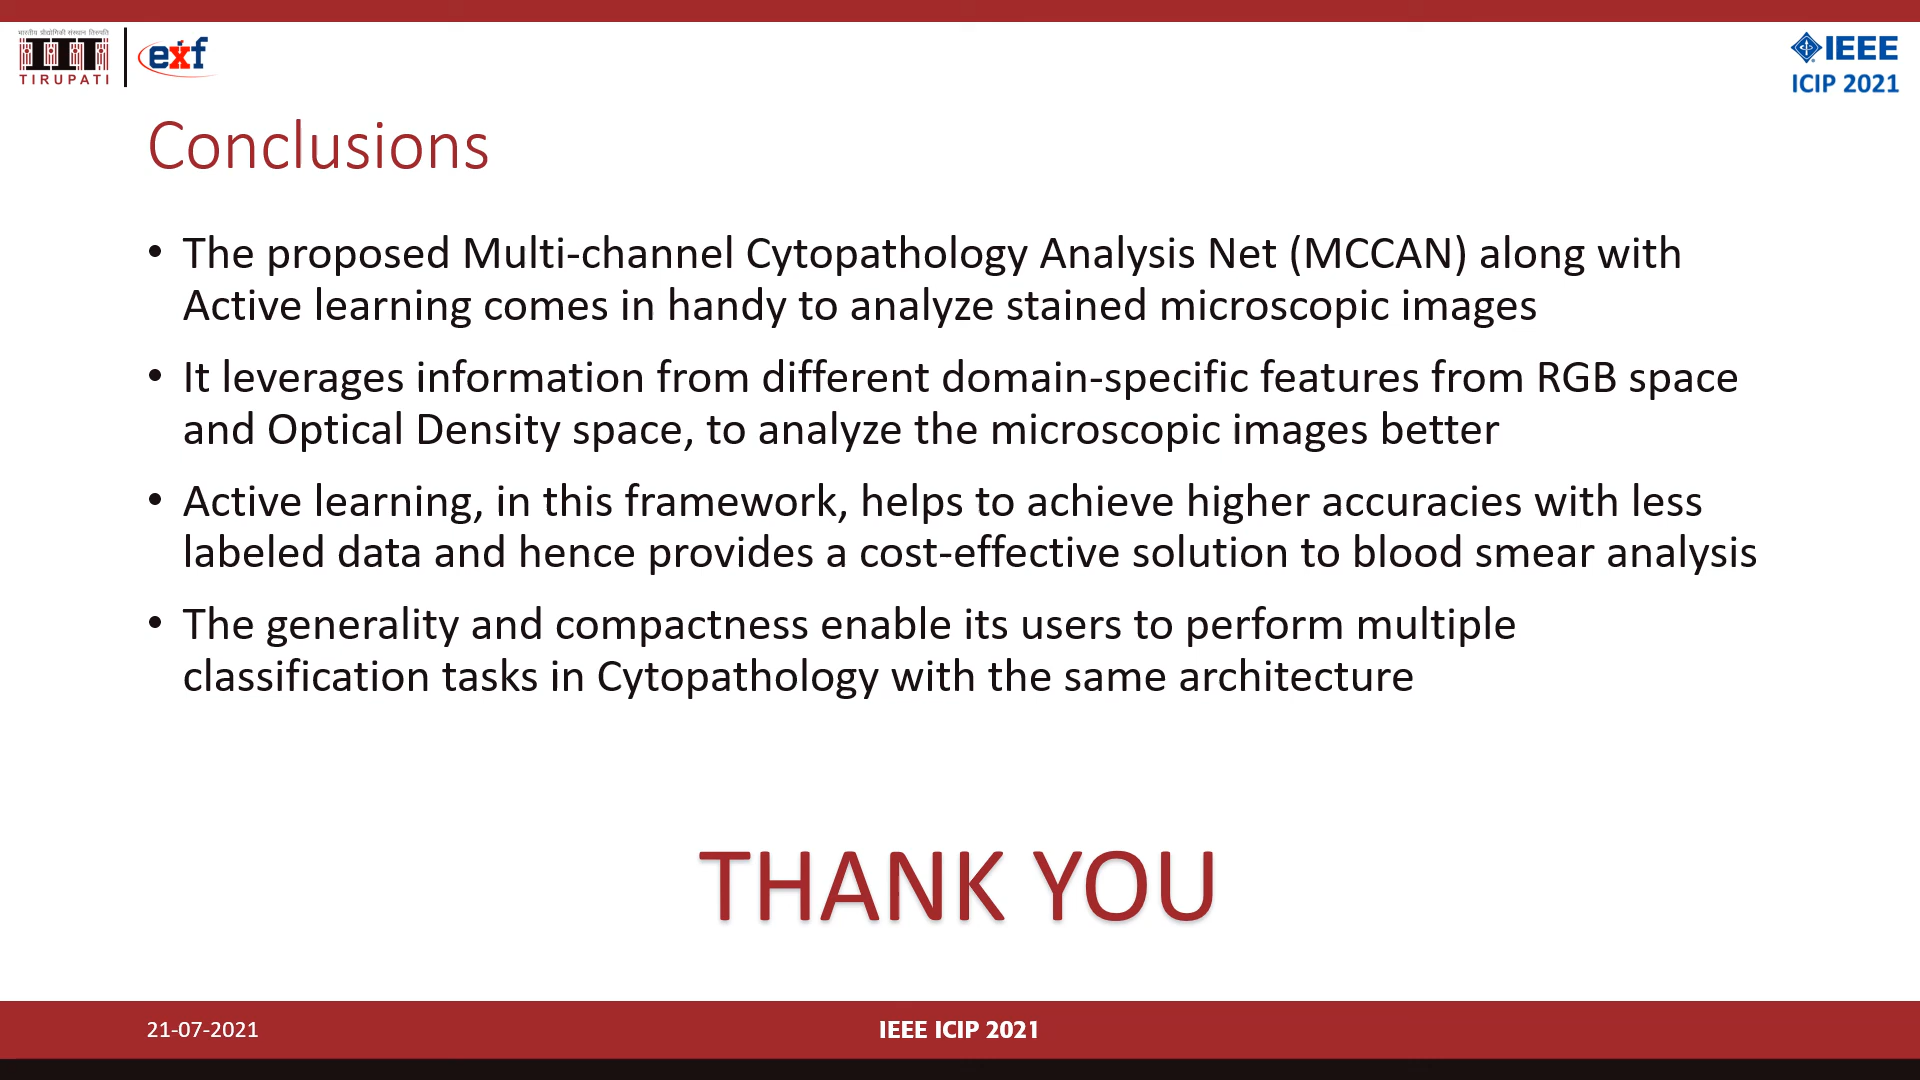 भारतीय प्रौद्योगिकी संस्थान तिरुपति
IIT
TIRUPATI
exf
IEEE
ICIP 2021
Conclusions
• The proposed Multi-channel Cytopathology Analysis Net (MCCAN) along with
Active learning comes in handy to analyze stained microscopic images
• It leverages information from different domain-specific features from RGB space
and Optical Density space, to analyze the microscopic images better
• Active learning, in this framework, helps to achieve higher accuracies with less
labeled data and hence provides a cost-effective solution to blood smear analysis
• The generality and compactness enable its users to perform multiple
classification tasks in Cytopathology with the same architecture
THANK YOU
21-07-2021
IEEE ICIP 2021